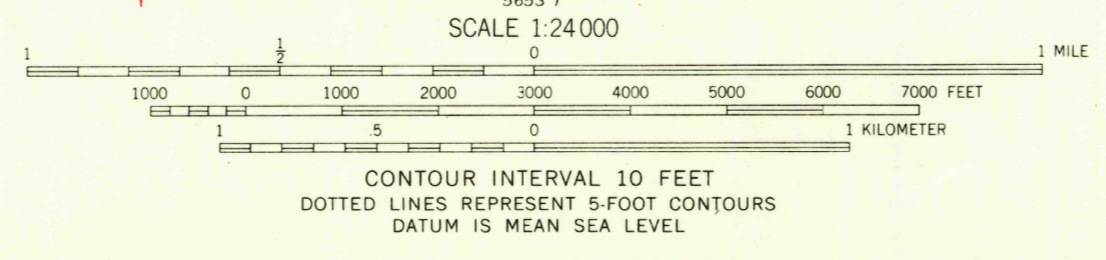 SCALE 1:24 000
1 1/2 0 1 MILE
1000 0 1000 2000 3000 4000 5000 6000 7000 FEET
1 .5 0 1 KILOMETER
CONTOUR INTERVAL 10 FEET
DOTTED LINES REPRESENT 5-FOOT CONTOURS
DATUM IS MEAN SEA LEVEL